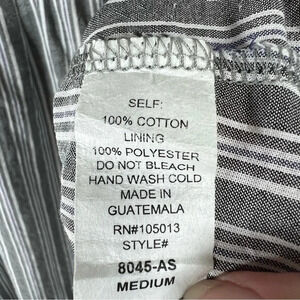 SELF:
100% COTTON
LINING
100% POLYESTER
DO NOT BLEACH
HAND WASH COLD
MADE IN
GUATEMALA
RN#105013
STYLE#
8045-AS
MEDIUM